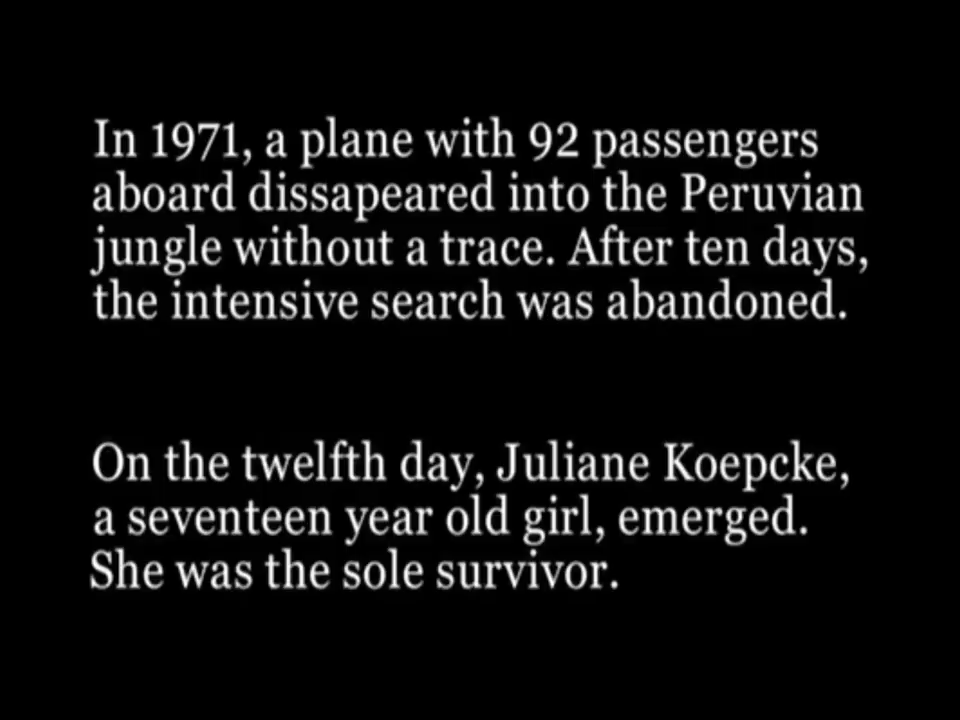 In 1971, a plane with 92 passengers
aboard dissapeared into the Peruvian
jungle without a trace. After ten days,
the intensive search was abandoned.
On the twelfth day, Juliane Koepcke,
a seventeen year old girl, emerged.
She was the sole survivor.